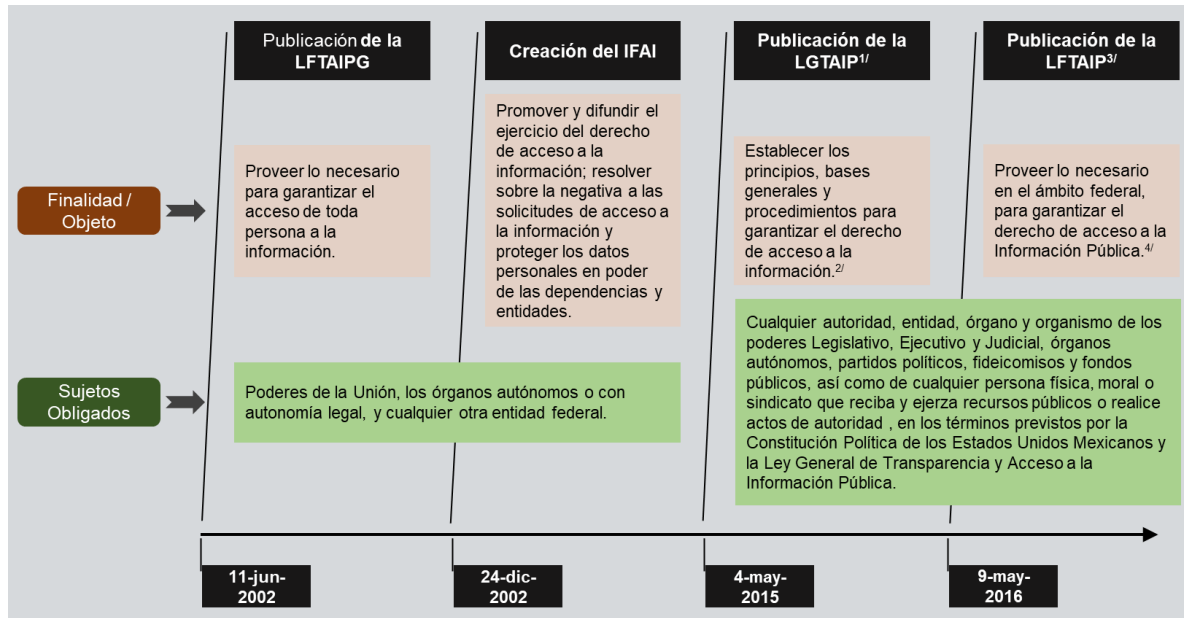 Publicación de la
LFTAIPG
Creación del IFAI
Publicación de la
LGTAIP1/
Publicación de la
LFTAIP3/
Finalidad /
Objeto
Proveer lo necesario
para garantizar el
acceso de toda
persona a la
información.
Promover y difundir el
ejercicio del derecho
de acceso a la
información; resolver
sobre la negativa a las
solicitudes de acceso a
la información y
proteger los datos
personales en poder
de las dependencias y
entidades.
Establecer los
principios, bases
generales y
procedimientos para
garantizar el derecho
de acceso a la
información.2/
Proveer lo necesario
en el ámbito federal,
para garantizar el
derecho de acceso a la
Información Pública.4/
Sujetos
Obligados
Poderes de la Unión, los órganos autónomos o con
autonomía legal, y cualquier otra entidad federal.
Cualquier autoridad, entidad, órgano y organismo de los
poderes Legislativo, Ejecutivo y Judicial, órganos
autónomos, partidos políticos, fideicomisos y fondos
públicos, así como de cualquier persona física, moral o
sindicato que reciba y ejerza recursos públicos o realice
actos de autoridad , en los términos previstos por la
Constitución Política de los Estados Unidos Mexicanos y
la Ley General de Transparencia y Acceso a la
Información Pública.
11-jun-
2002
24-dic-
2002
4-may-
2015
9-may-
2016